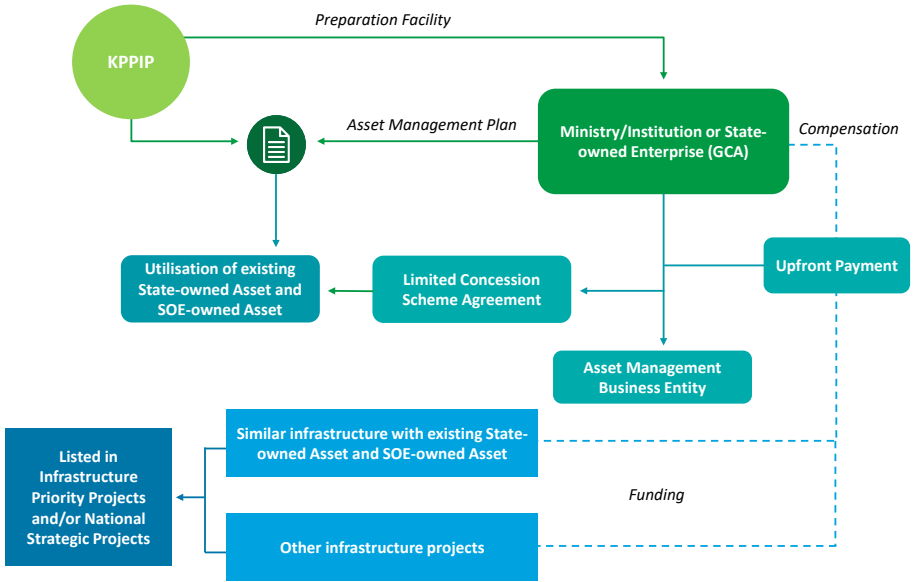 Preparation Facility
KPPIP
Asset Management Plan
Ministry/Institution or State-
owned Enterprise (GCA)
Compensation
Utilisation of existing
State-owned Asset and
SOE-owned Asset
Limited Concession
Scheme Agreement
Upfront Payment
Asset Management
Business Entity
Similar infrastructure with existing State-
owned Asset and SOE-owned Asset
Listed in
Infrastructure
Priority Projects
and/or National
Strategic Projects
Funding
Other infrastructure projects